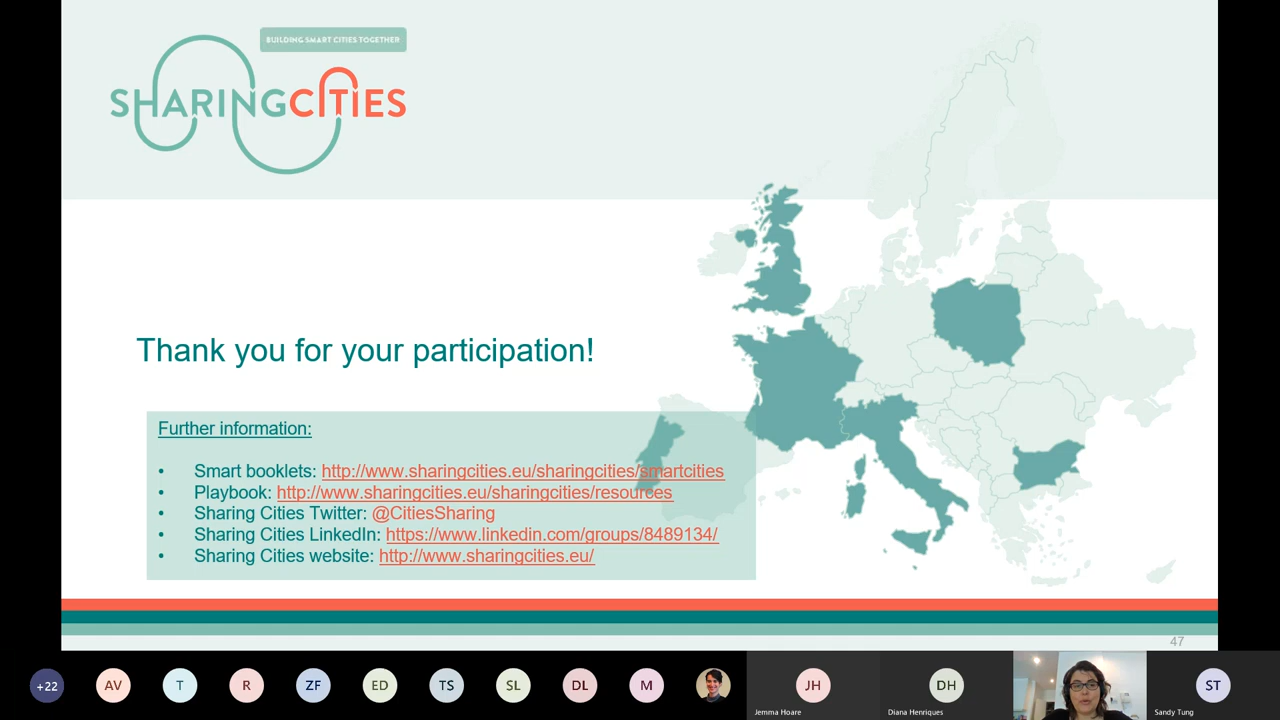 BUILDING SMART CITIES TOGETHER
SHARINGCITIES
Thank you for your participation!
Further information:
• Smart booklets: http://www.sharingcities.eu/sharingcities/smartcities
• Playbook: http://www.sharingcities.eu/sharingcities/resources
• Sharing Cities Twitter: @CitiesSharing
• Sharing Cities LinkedIn: https://www.linkedin.com/groups/8489134/
• Sharing Cities website: http://www.sharingcities.eu/
47
+22 AV T R ZF ED TS SL DL M JH DH ST
Jemma Hoare Diana Henriques Sandy Tung